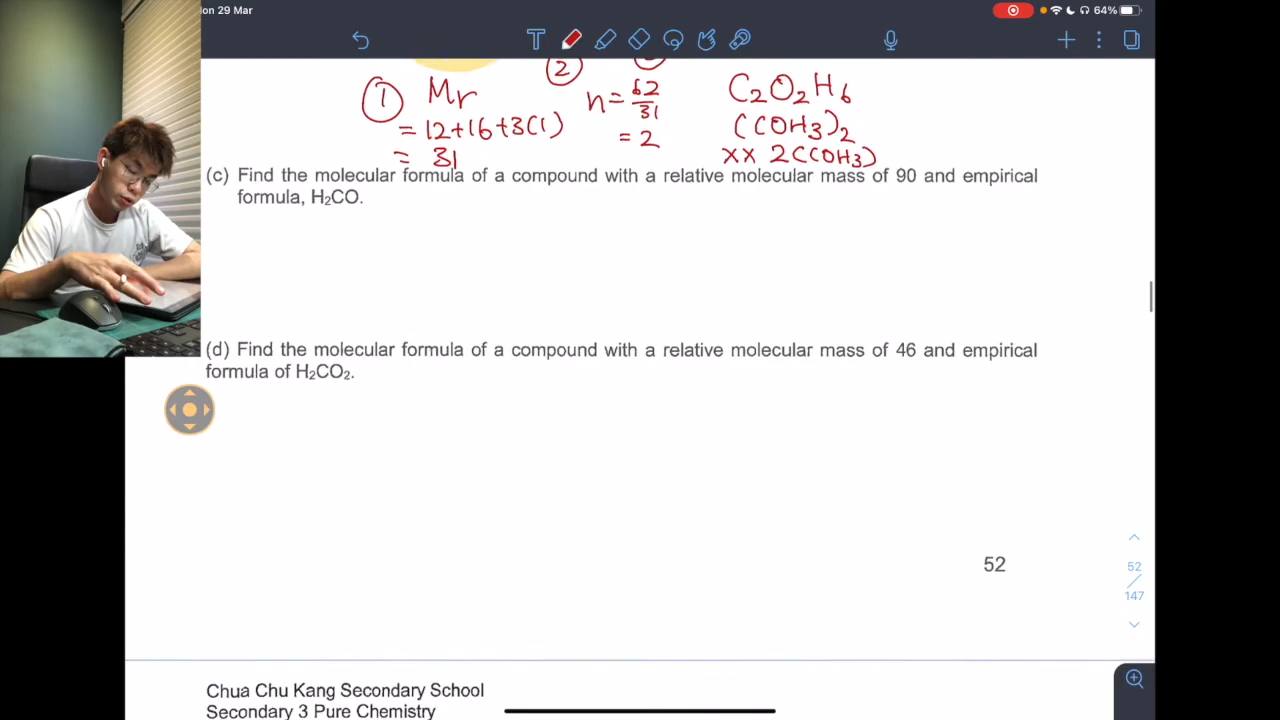 on 29 Mar
64%
T
2
1 Mr n = 62/31 C2O2H6
= 12+16+3(1) = 2 (COH3)2
= 31 xx 2(COH3)
(c) Find the molecular formula of a compound with a relative molecular mass of 90 and empirical
formula, H₂CO.
(d) Find the molecular formula of a compound with a relative molecular mass of 46 and empirical
formula of H₂CO₂.
52
52
147
Chua Chu Kang Secondary School
Secondary 3 Pure Chemistry